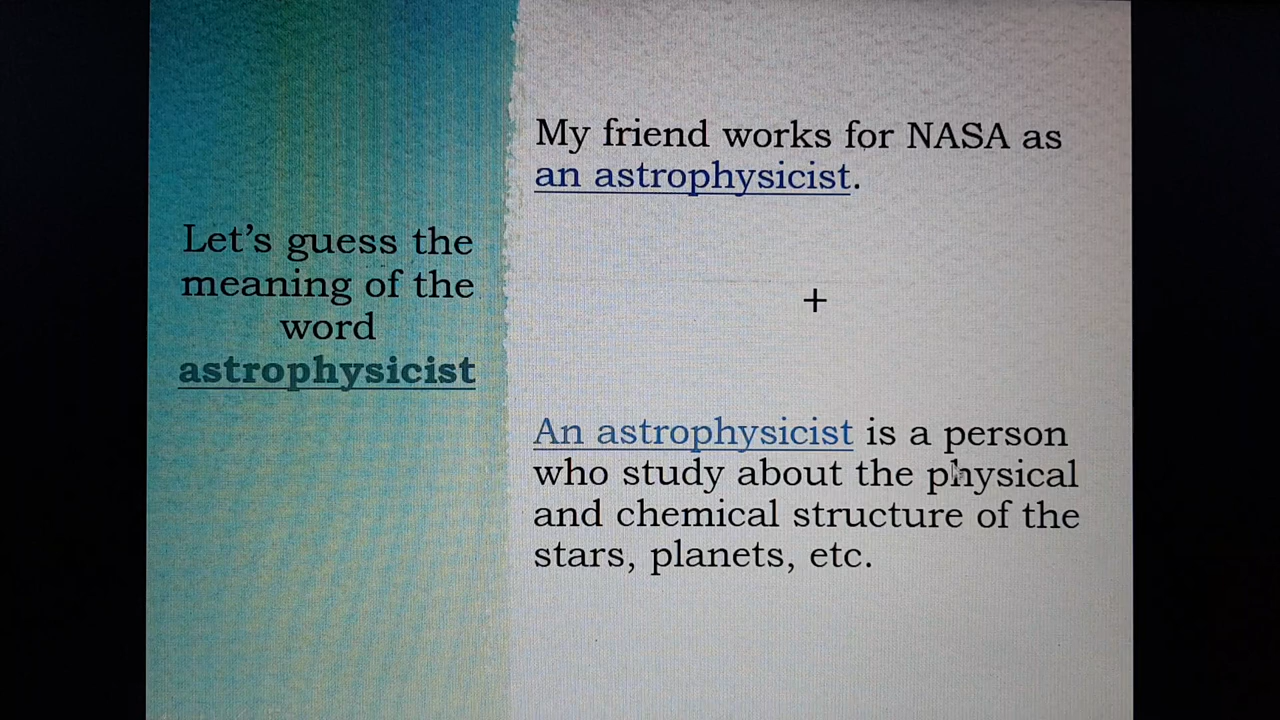 Let's guess the
meaning of the
word
astrophysicist
My friend works for NASA as
an astrophysicist.
+
An astrophysicist is a person
who study about the physical
and chemical structure of the
stars, planets, etc.